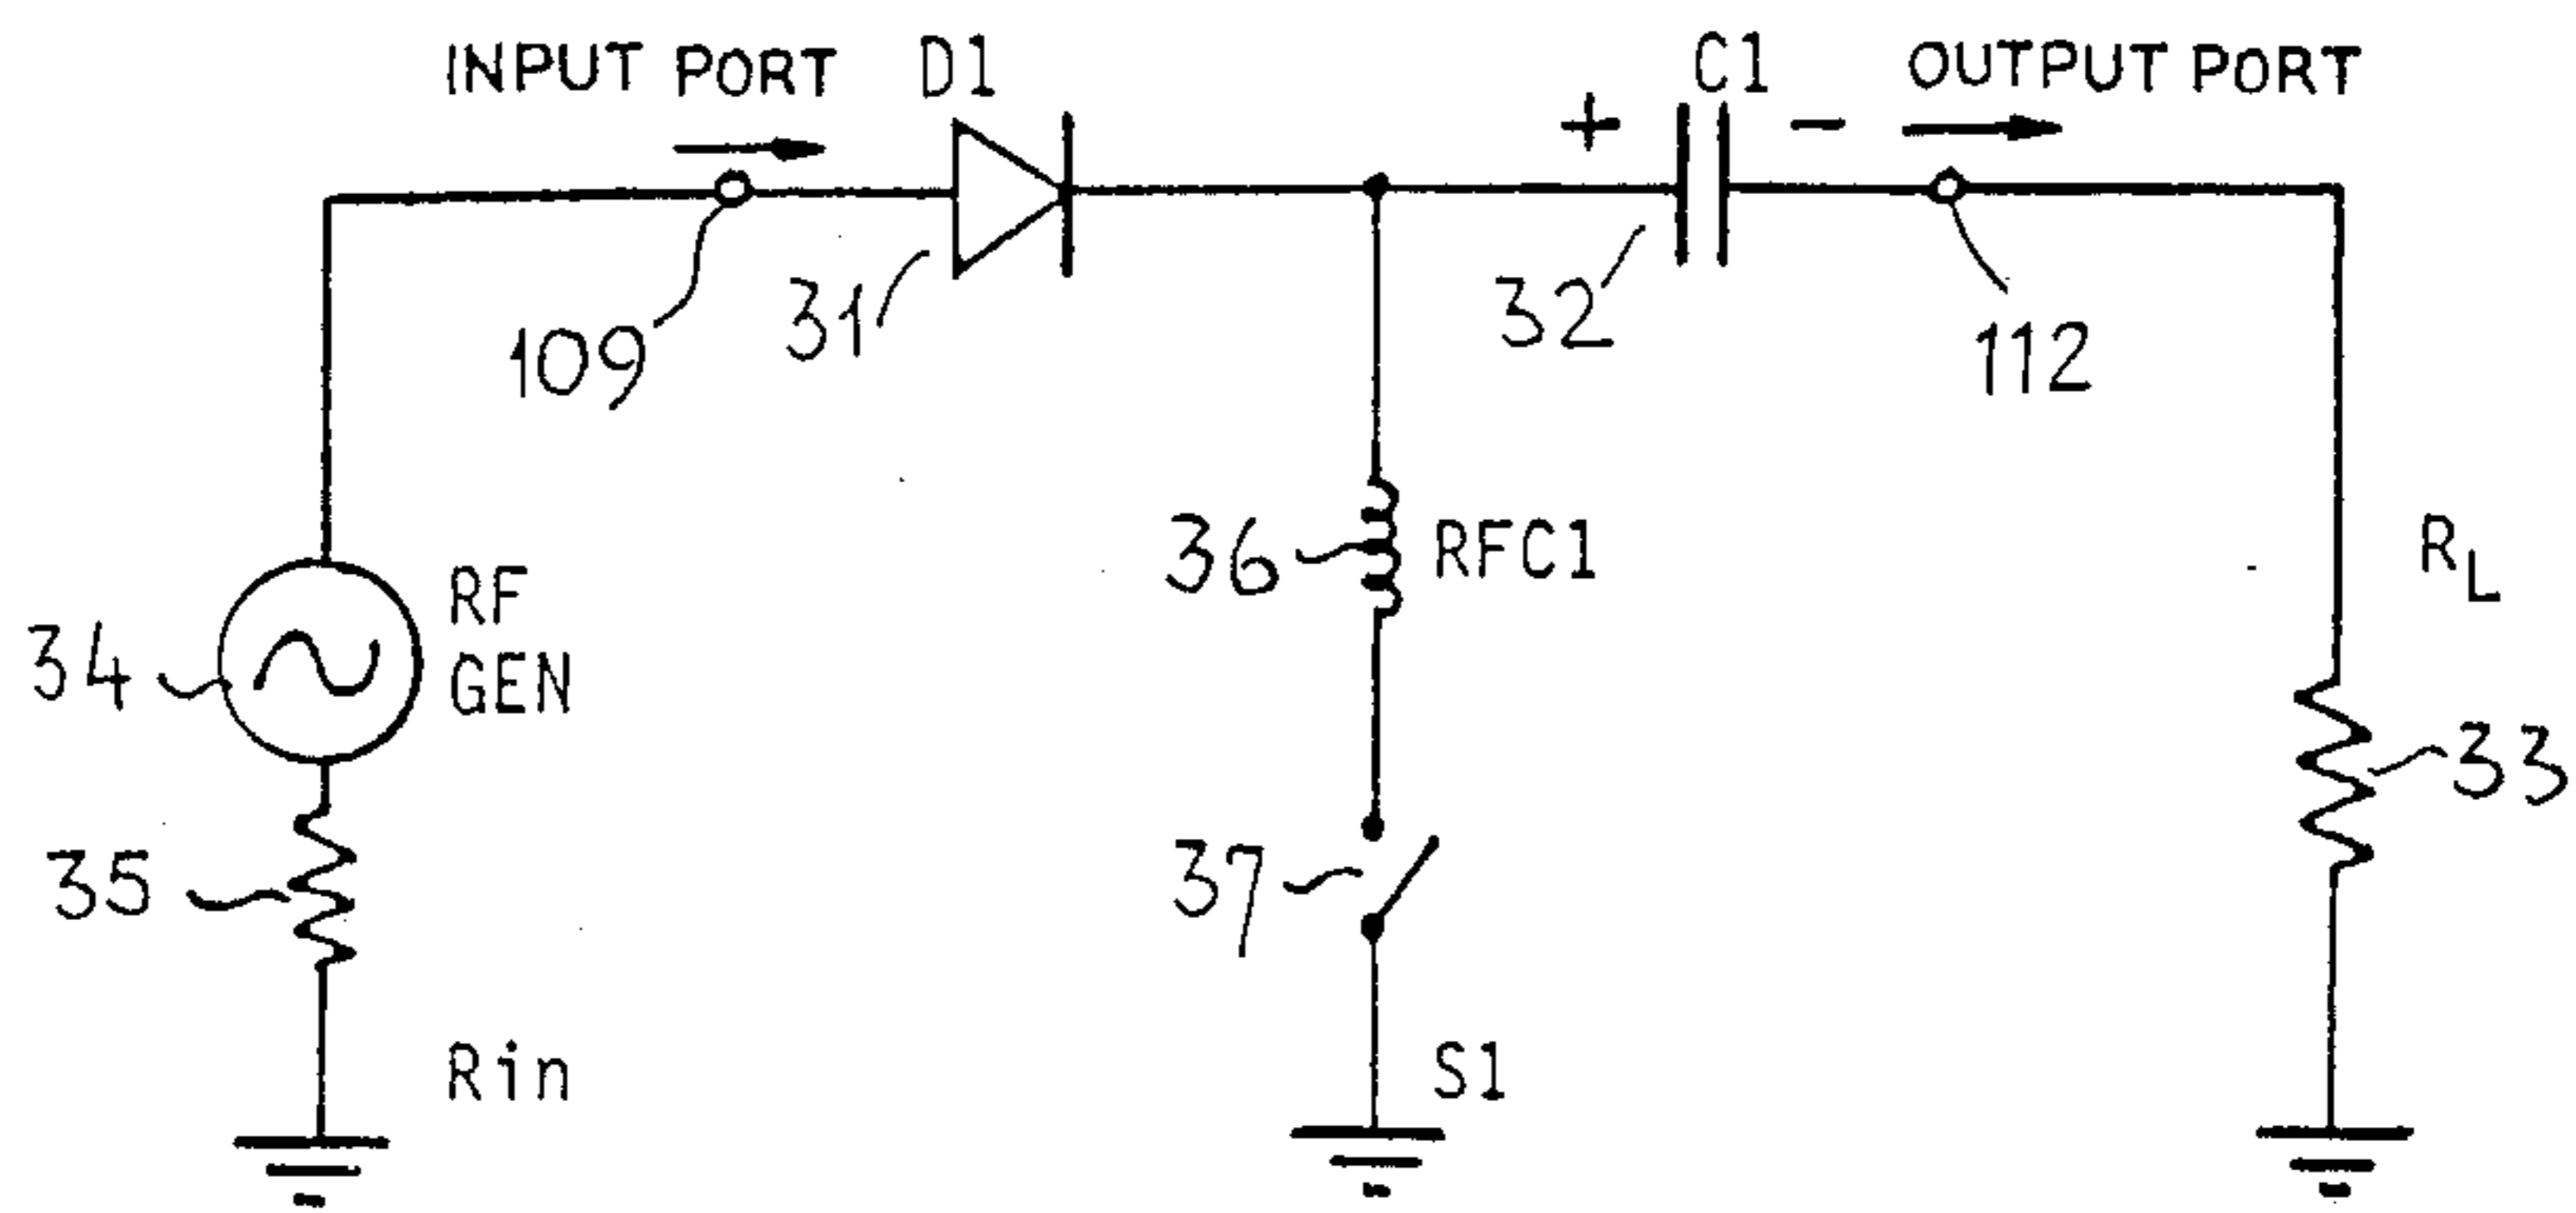 INPUT PORT
D1
C1
OUTPUT PORT
+
−
109
31
32
112
34
RF
GEN
36
RFC1
RL
33
35
37
Rin
S1